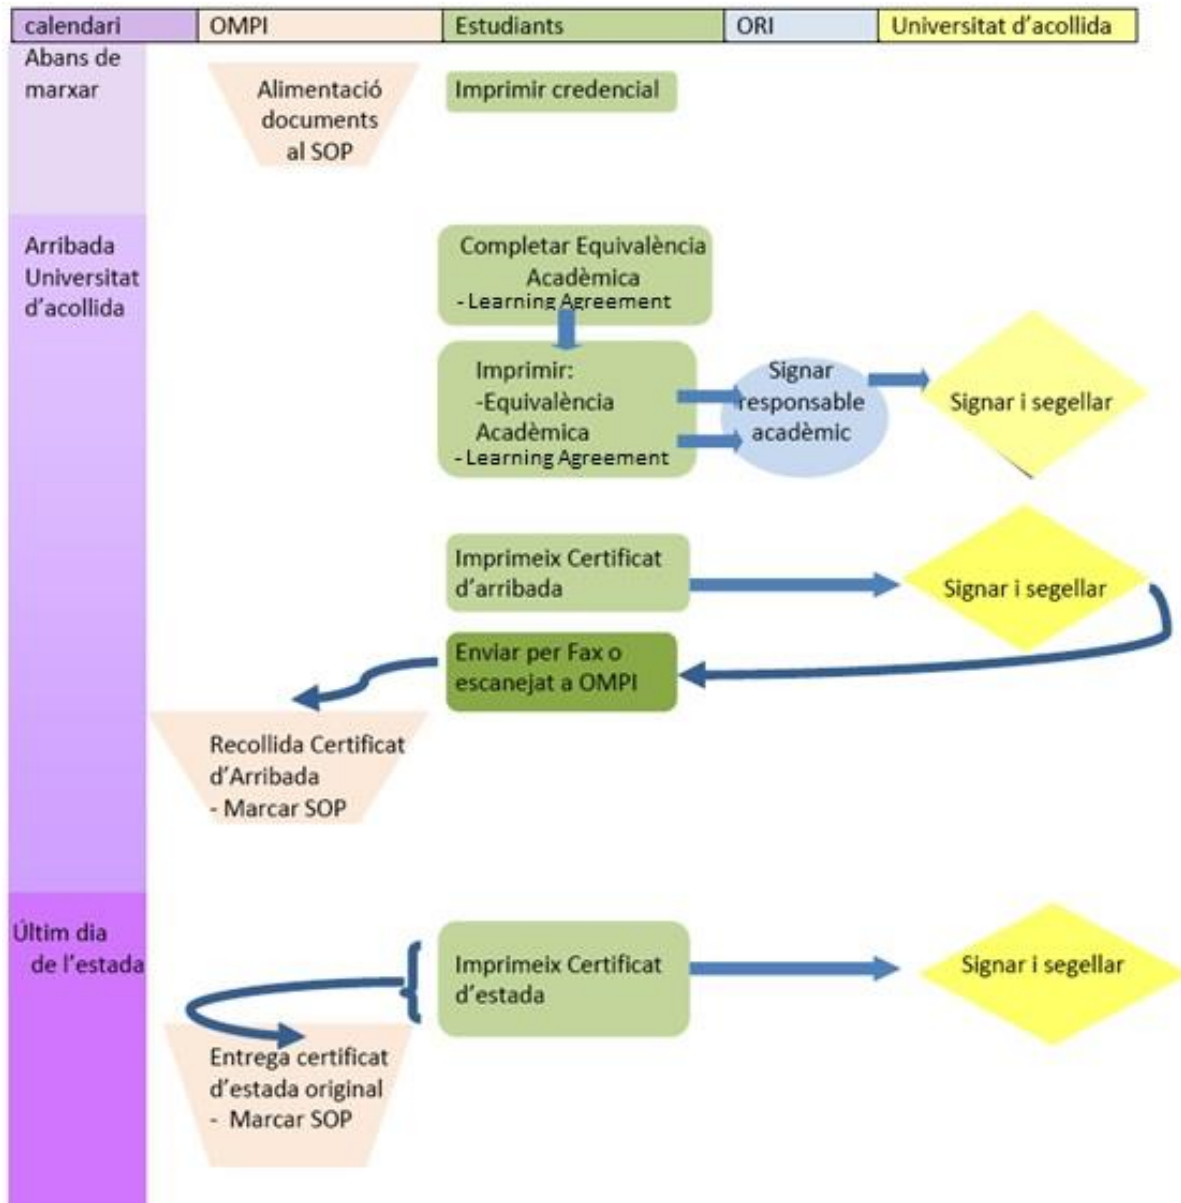 calendari
OMPI
Estudiants
ORI
Universitat d'acollida
Abans de
marxar
Alimentació
documents
al SOP
Imprimir credencial
Arribada
Universitat
d'acollida
Completar Equivalència
Acadèmica
- Learning Agreement
Imprimir:
-Equivalència
Acadèmica
- Learning Agreement
Signar
responsable
acadèmic
Signar i segellar
Imprimeix Certificat
d'arribada
Signar i segellar
Enviar per Fax o
escanejat a OMPI
Recollida Certificat
d'Arribada
- Marcar SOP
Últim dia
de l'estada
Imprimeix Certificat
d'estada
Signar i segellar
Entrega certificat
d'estada original
- Marcar SOP